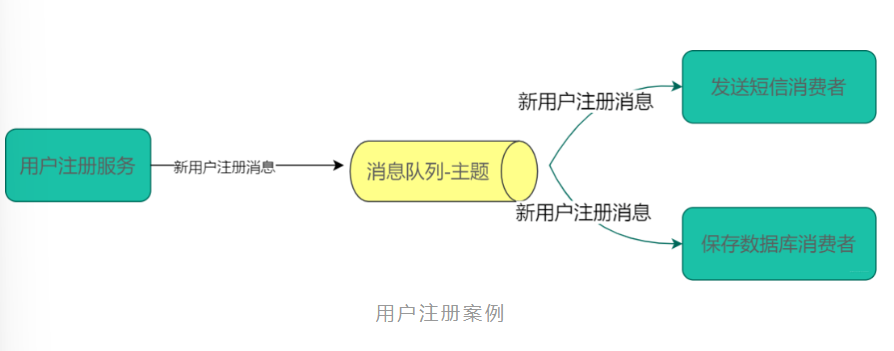 用户注册服务
新用户注册消息
消息队列-主题
新用户注册消息
发送短信消费者
新用户注册消息
保存数据库消费者
用户注册案例